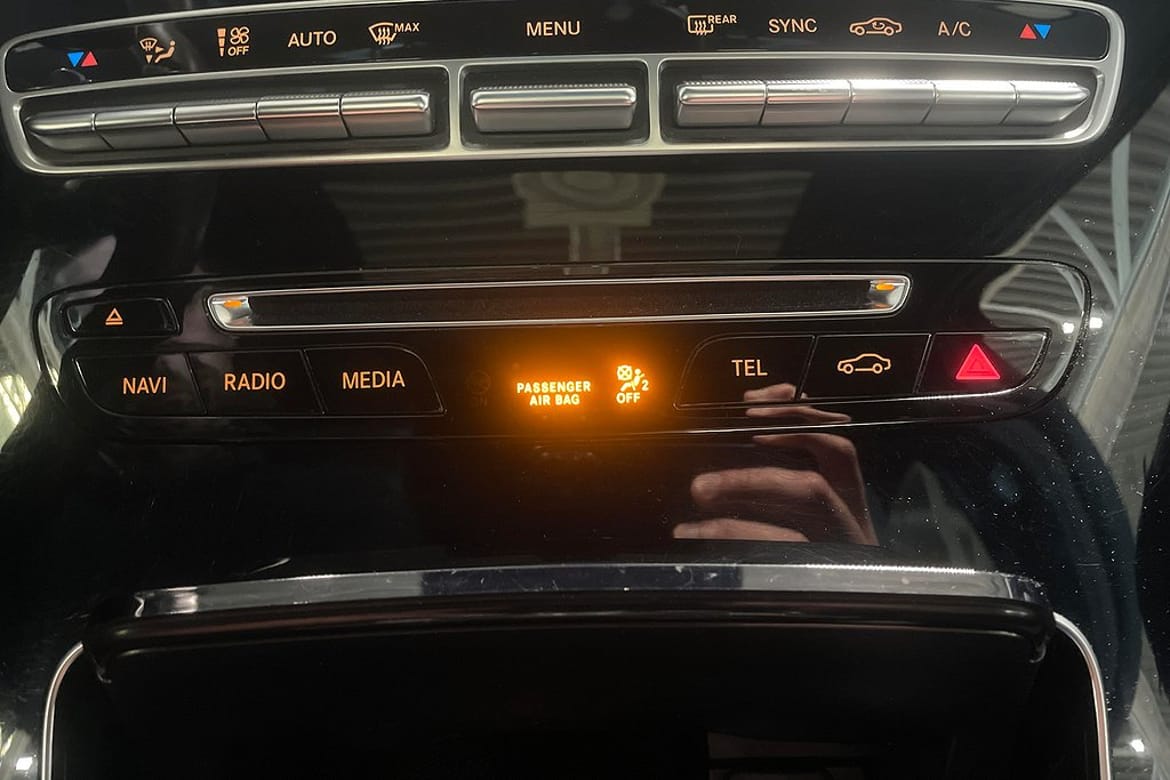 OFF
AUTO
MAX
MENU
REAR
SYNC
A/C
NAVI
RADIO
MEDIA
PASSENGER
AIR BAG
2
OFF
TEL